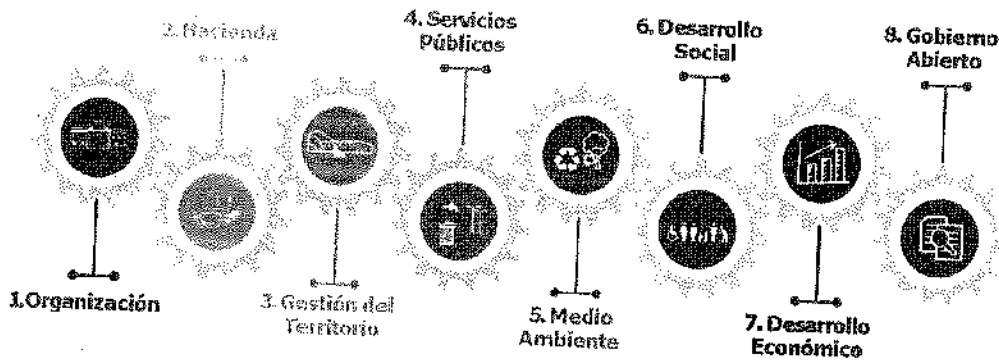 1.Organización
2. Hacienda
3. Gestión del
Territorio
4. Servicios
Públicos
5. Medio
Ambiente
6. Desarrollo
Social
7. Desarrollo
Económico
8. Gobierno
Abierto